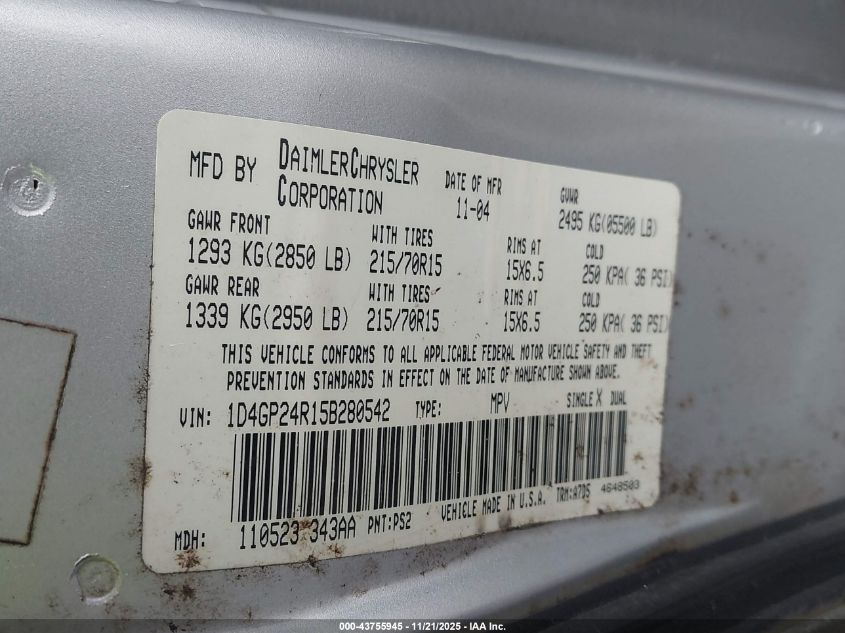 MFD BY DAIMLERCHRYSLER CORPORATION DATE OF MFR 11-04 GVWR 2495 KG(05500 LB)
GAWR FRONT WITH TIRES RIMS AT COLD
1293 KG(2850 LB) 215/70R15 15X6.5 250 KPA( 36 PSI)
GAWR REAR WITH TIRES RIMS AT COLD
1339 KG(2950 LB) 215/70R15 15X6.5 250 KPA( 36 PSI)
THIS VEHICLE CONFORMS TO ALL APPLICABLE FEDERAL MOTOR VEHICLE SAFETY AND THEFT
PREVENTION STANDARDS IN EFFECT ON THE DATE OF MANUFACTURE SHOWN ABOVE.
VIN: 1D4GP24R15B280542 TYPE: MPV SINGLE X DUAL
MDH: 110523 343AA PNT:PS2 VEHICLE MADE IN U.S.A. TRM:A7D5 4648503
000-43755945 - 11/21/2025 - IAA Inc.